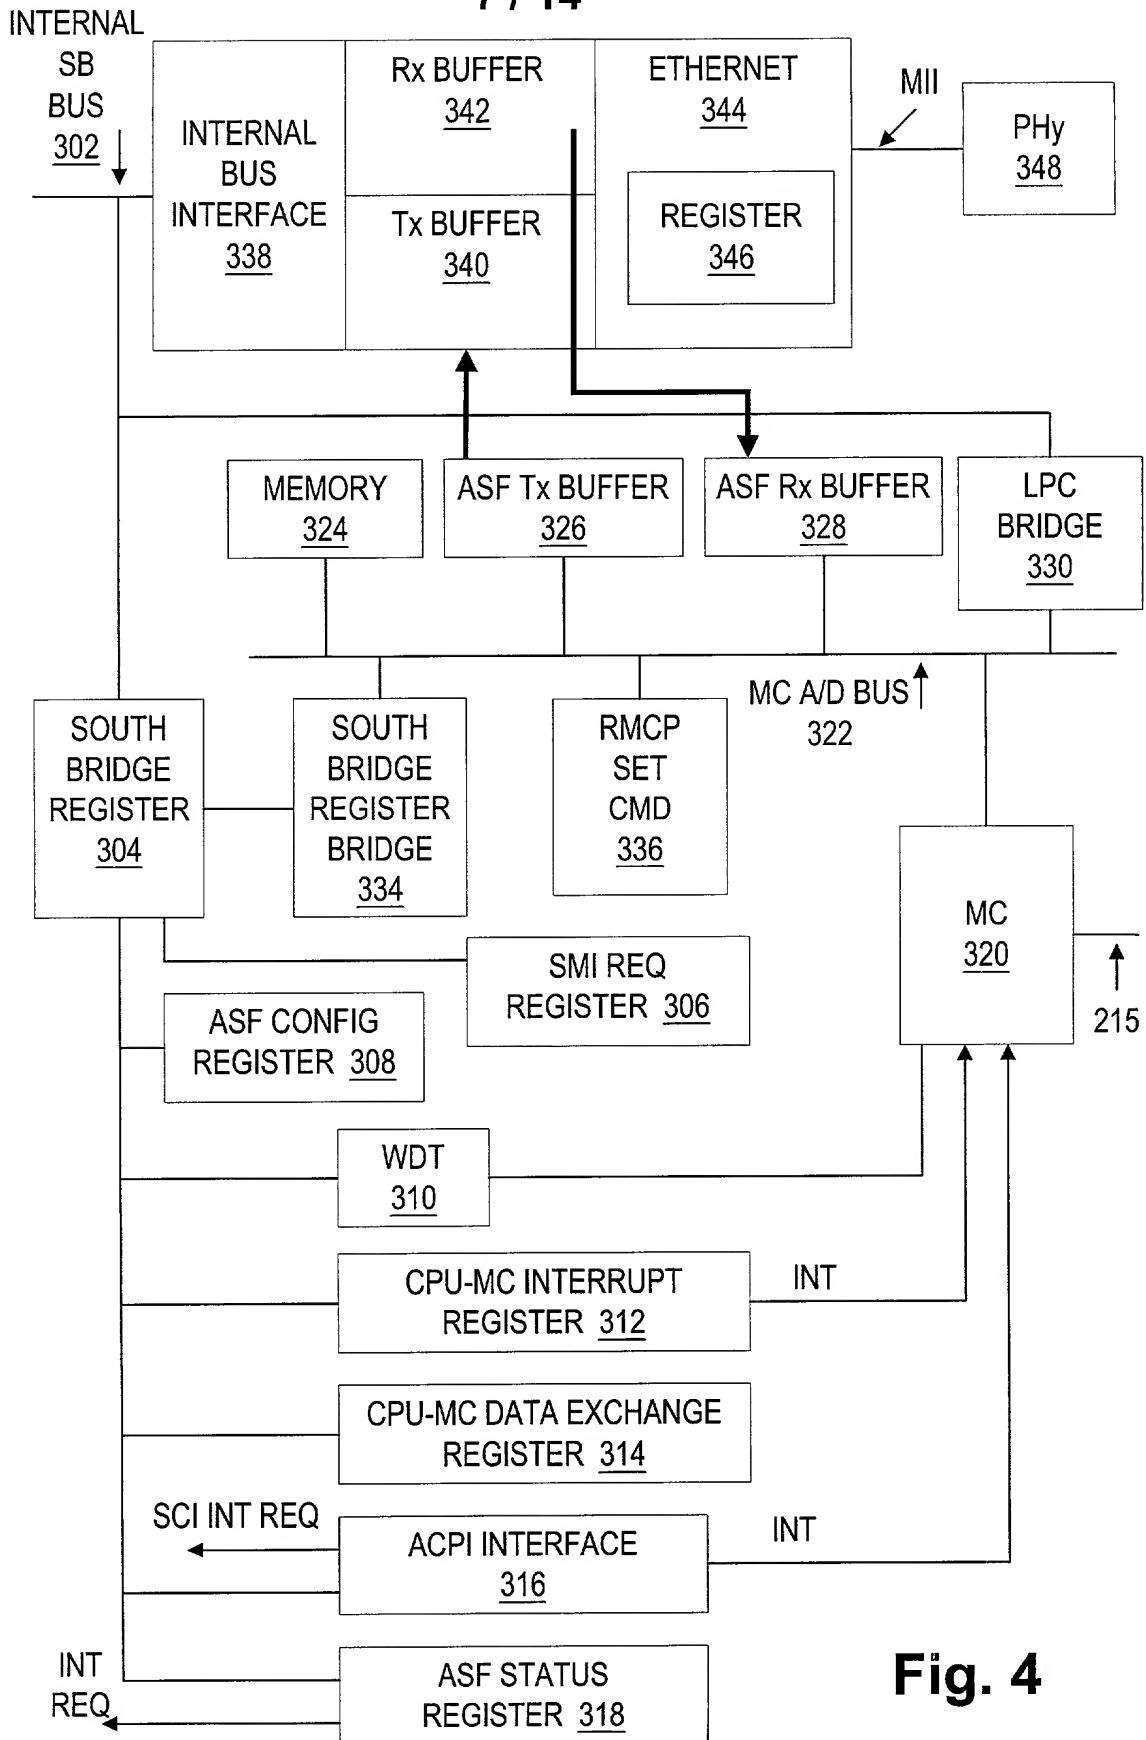 7 / 14
INTERNAL
SB
BUS
302
INTERNAL
BUS
INTERFACE
338
Rx BUFFER
342
Tx BUFFER
340
ETHERNET
344
REGISTER
346
MII
PHy
348
MEMORY
324
ASF Tx BUFFER
326
ASF Rx BUFFER
328
LPC
BRIDGE
330
MC A/D BUS
322
SOUTH
BRIDGE
REGISTER
304
SOUTH
BRIDGE
REGISTER
BRIDGE
334
RMCP
SET
CMD
336
MC
320
215
SMI REQ
REGISTER 306
ASF CONFIG
REGISTER 308
WDT
310
CPU-MC INTERRUPT
REGISTER 312
INT
CPU-MC DATA EXCHANGE
REGISTER 314
SCI INT REQ
ACPI INTERFACE
316
INT
INT
REQ
ASF STATUS
REGISTER 318
Fig. 4